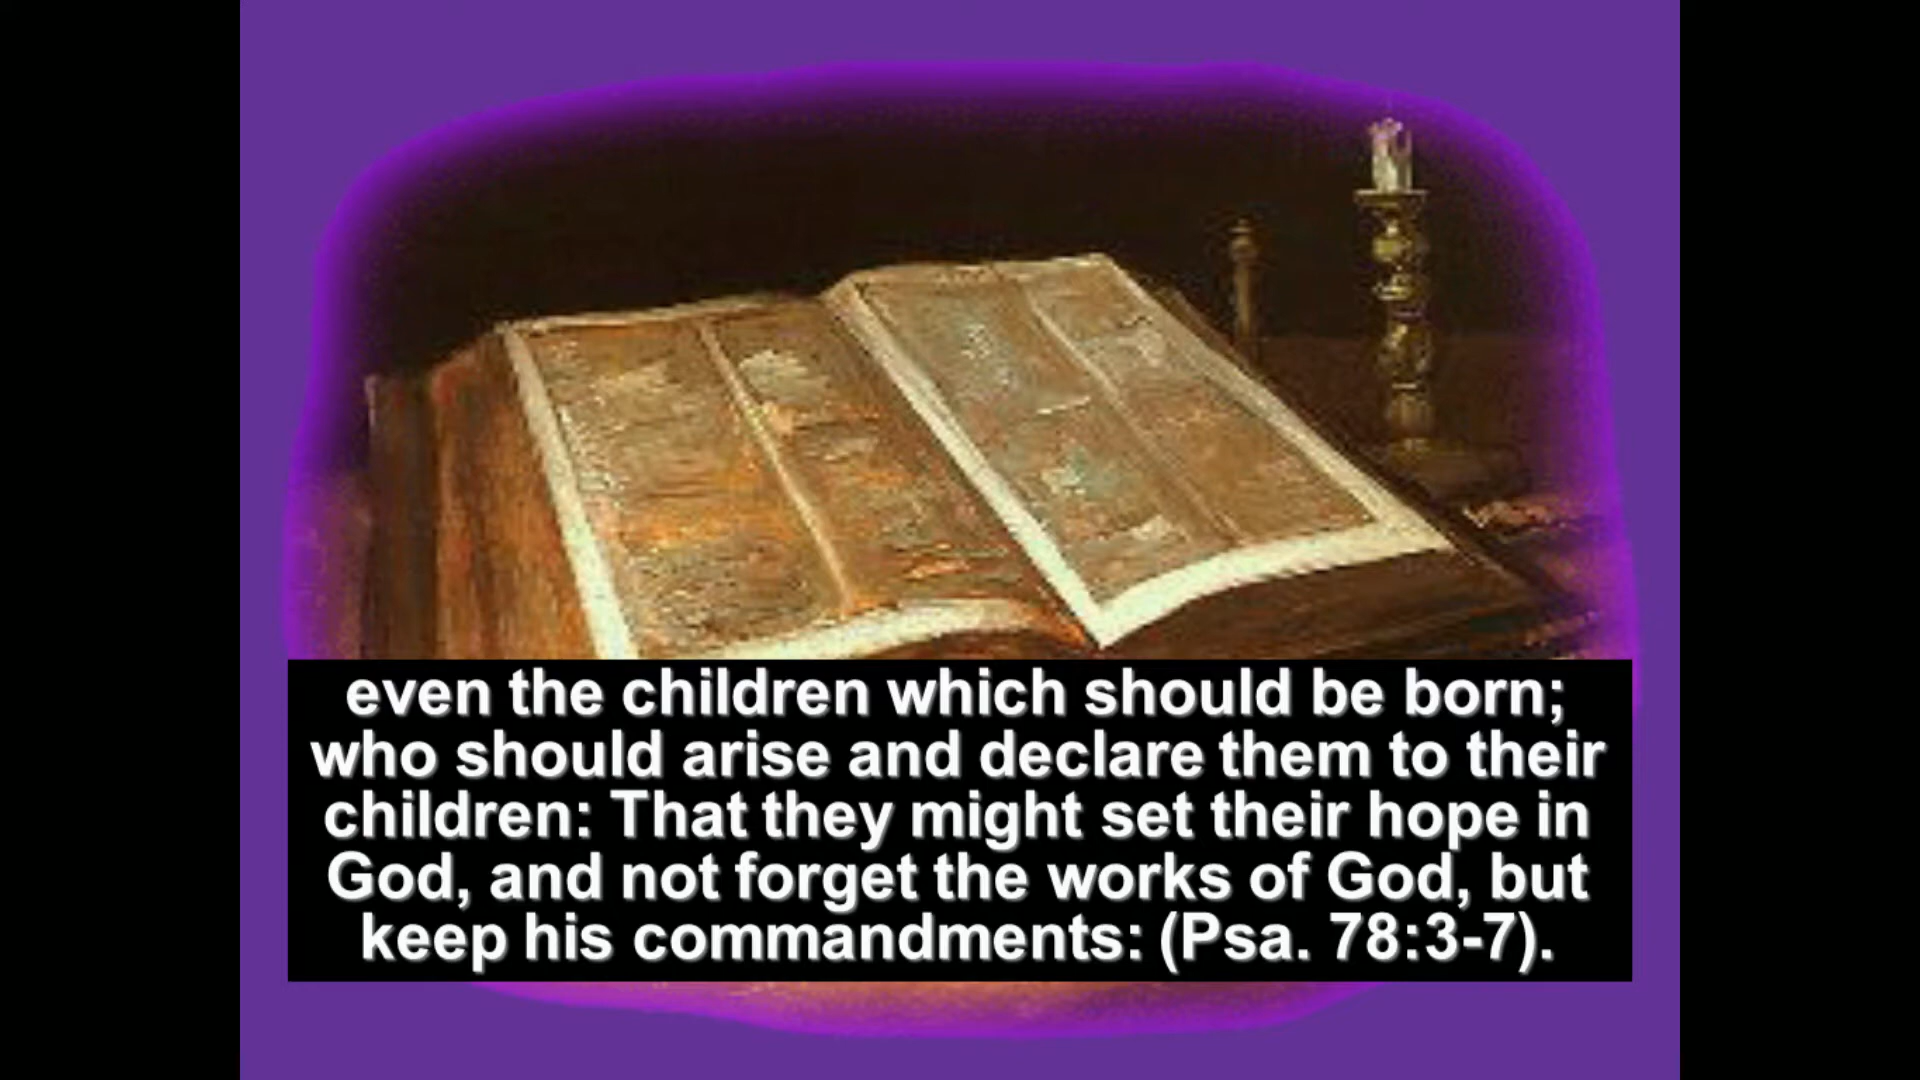 even the children which should be born;
who should arise and declare them to their
children: That they might set their hope in
God, and not forget the works of God, but
keep his commandments: (Psa. 78:3-7).